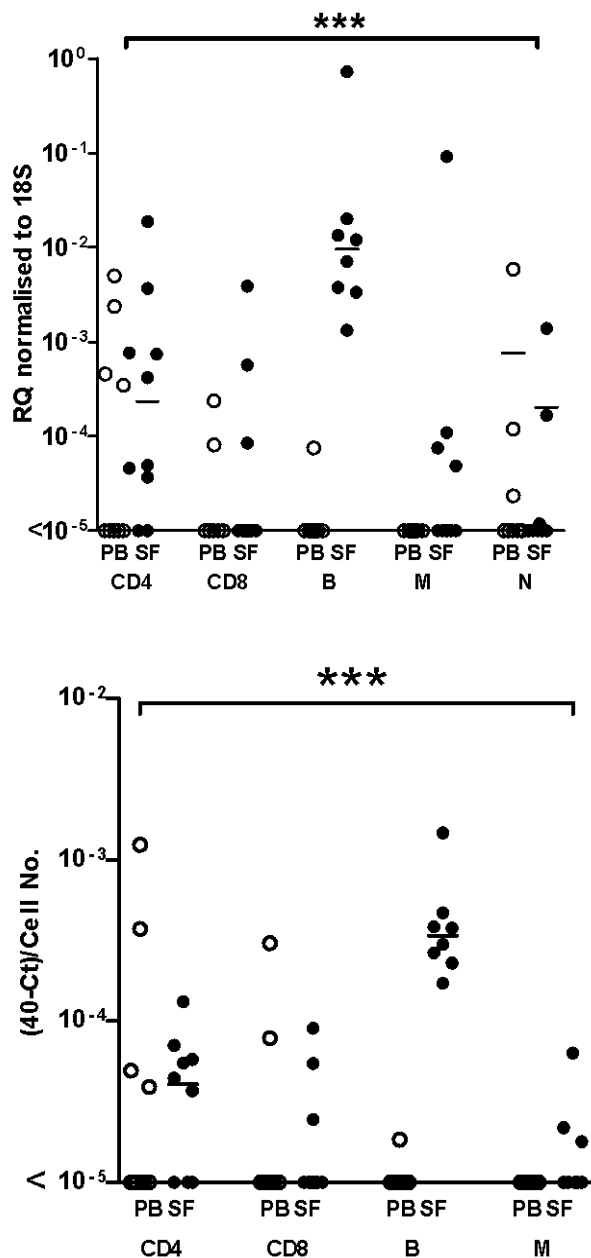 ***
RQ normalised to 18S
10^0
10^-1
10^-2
10^-3
10^-4
<10^-5
PB SF PB SF PB SF PB SF PB SF
CD4 CD8 B M N
***
(40-Ct)/Cell No.
10^-2
10^-3
10^-4
<10^-5
PB SF PB SF PB SF PB SF
CD4 CD8 B M